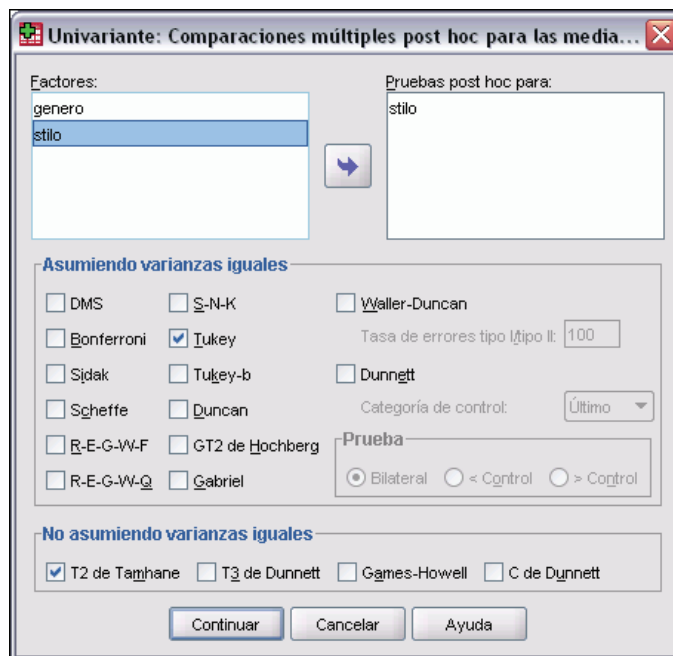 Univariante: Comparaciones múltiples post hoc para las media...
Factores:
genero
stilo
Pruebas post hoc para:
stilo
Asumiendo varianzas iguales
DMS
S-N-K
Waller-Duncan
Bonferroni
Tukey
Tasa de errores tipo I/tipo II: 100
Sidak
Tukey-b
Dunnett
Scheffe
Duncan
Categoría de control: Último
R-E-G-W-F
GT2 de Hochberg
Prueba
R-E-G-W-Q
Gabriel
Bilateral < Control > Control
No asumiendo varianzas iguales
T2 de Tamhane T3 de Dunnett Games-Howell C de Dunnett
Continuar Cancelar Ayuda